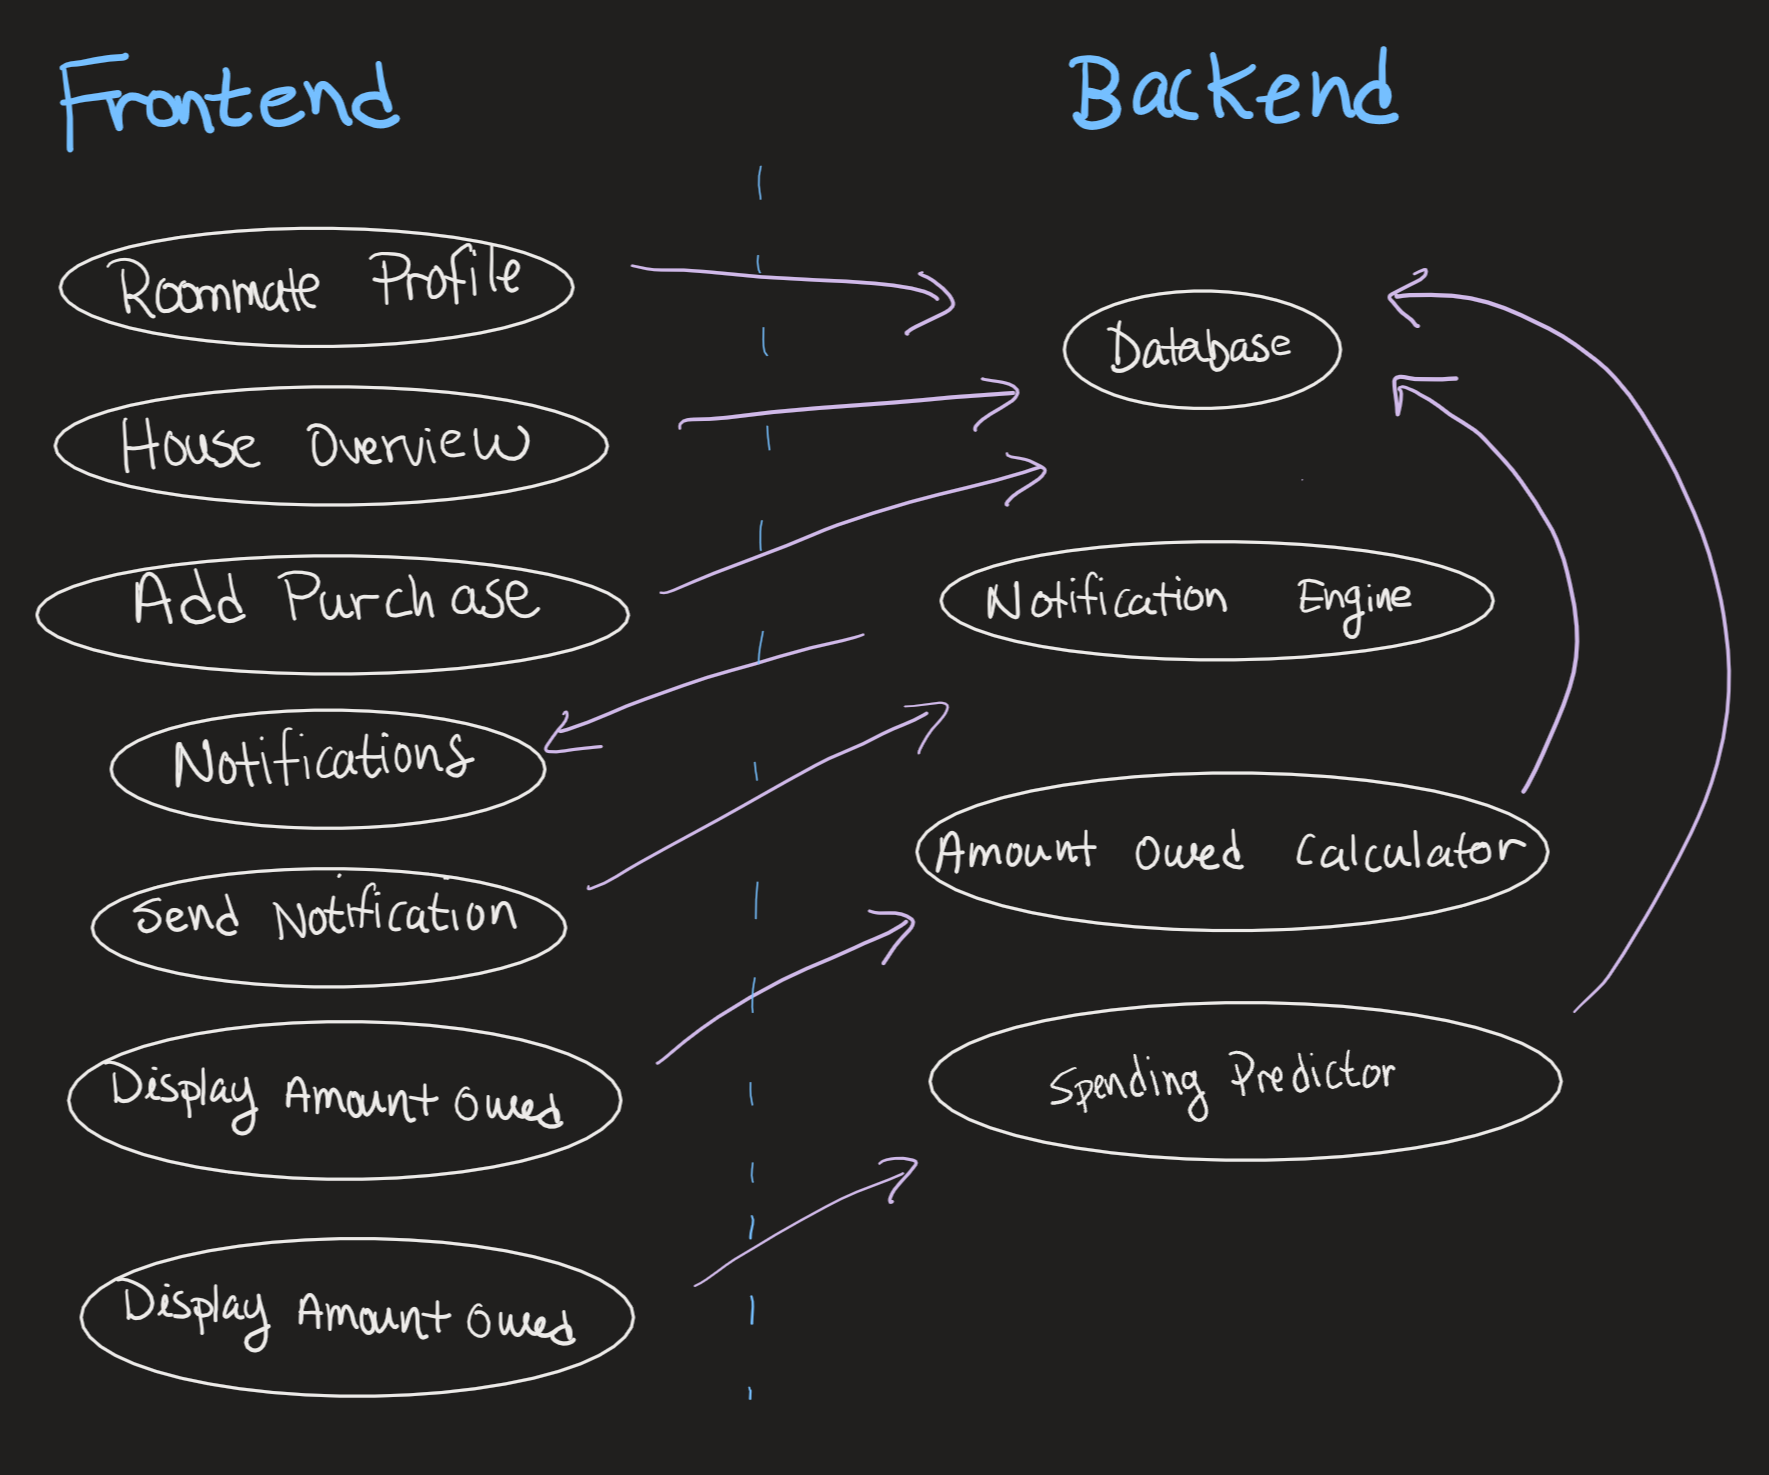 Frontend
Backend
Roommate Profile
House Overview
Add Purchase
Notifications
Send Notification
Display Amount Owed
Display Amount Owed
Database
Notification Engine
Amount Owed Calculator
Spending Predictor